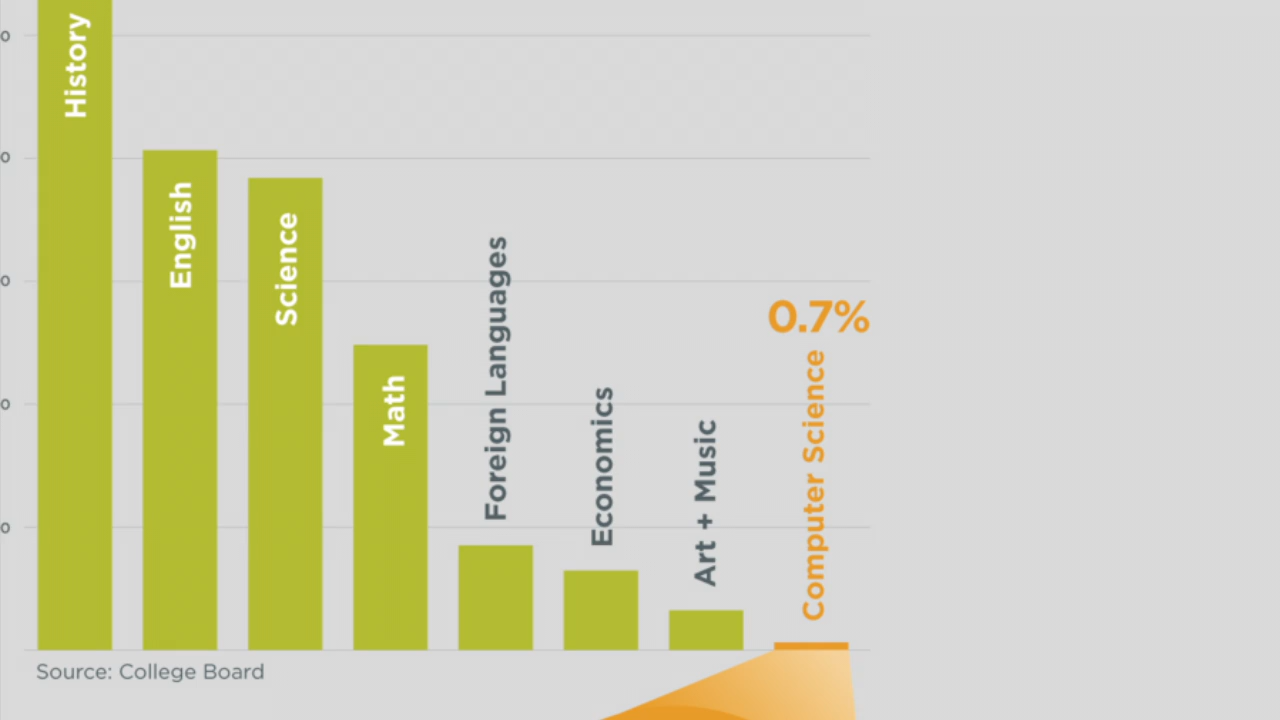 History
English
Science
Math
Foreign Languages
Economics
Art + Music
0.7%
Computer Science
Source: College Board